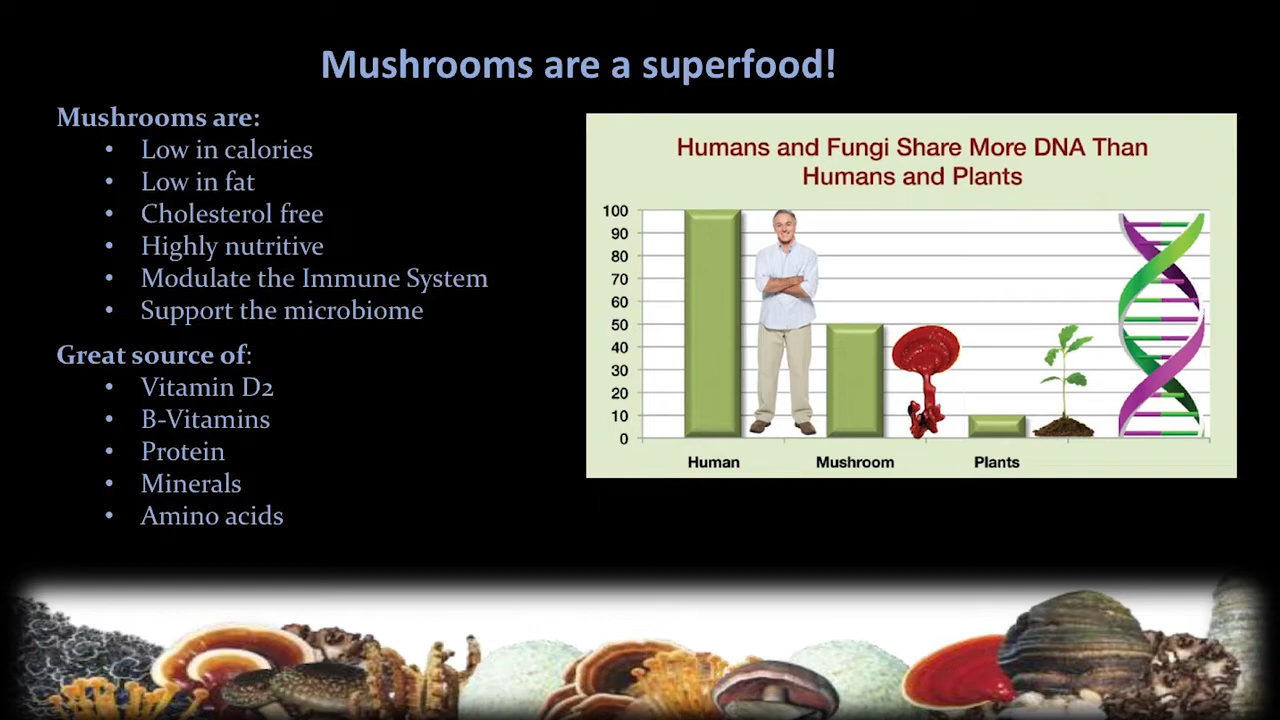 Mushrooms are a superfood!
Mushrooms are:
• Low in calories
• Low in fat
• Cholesterol free
• Highly nutritive
• Modulate the Immune System
• Support the microbiome
Great source of:
• Vitamin D2
• B-Vitamins
• Protein
• Minerals
• Amino acids
Humans and Fungi Share More DNA Than
Humans and Plants
100
90
80
70
60
50
40
30
20
10
0
Human Mushroom Plants